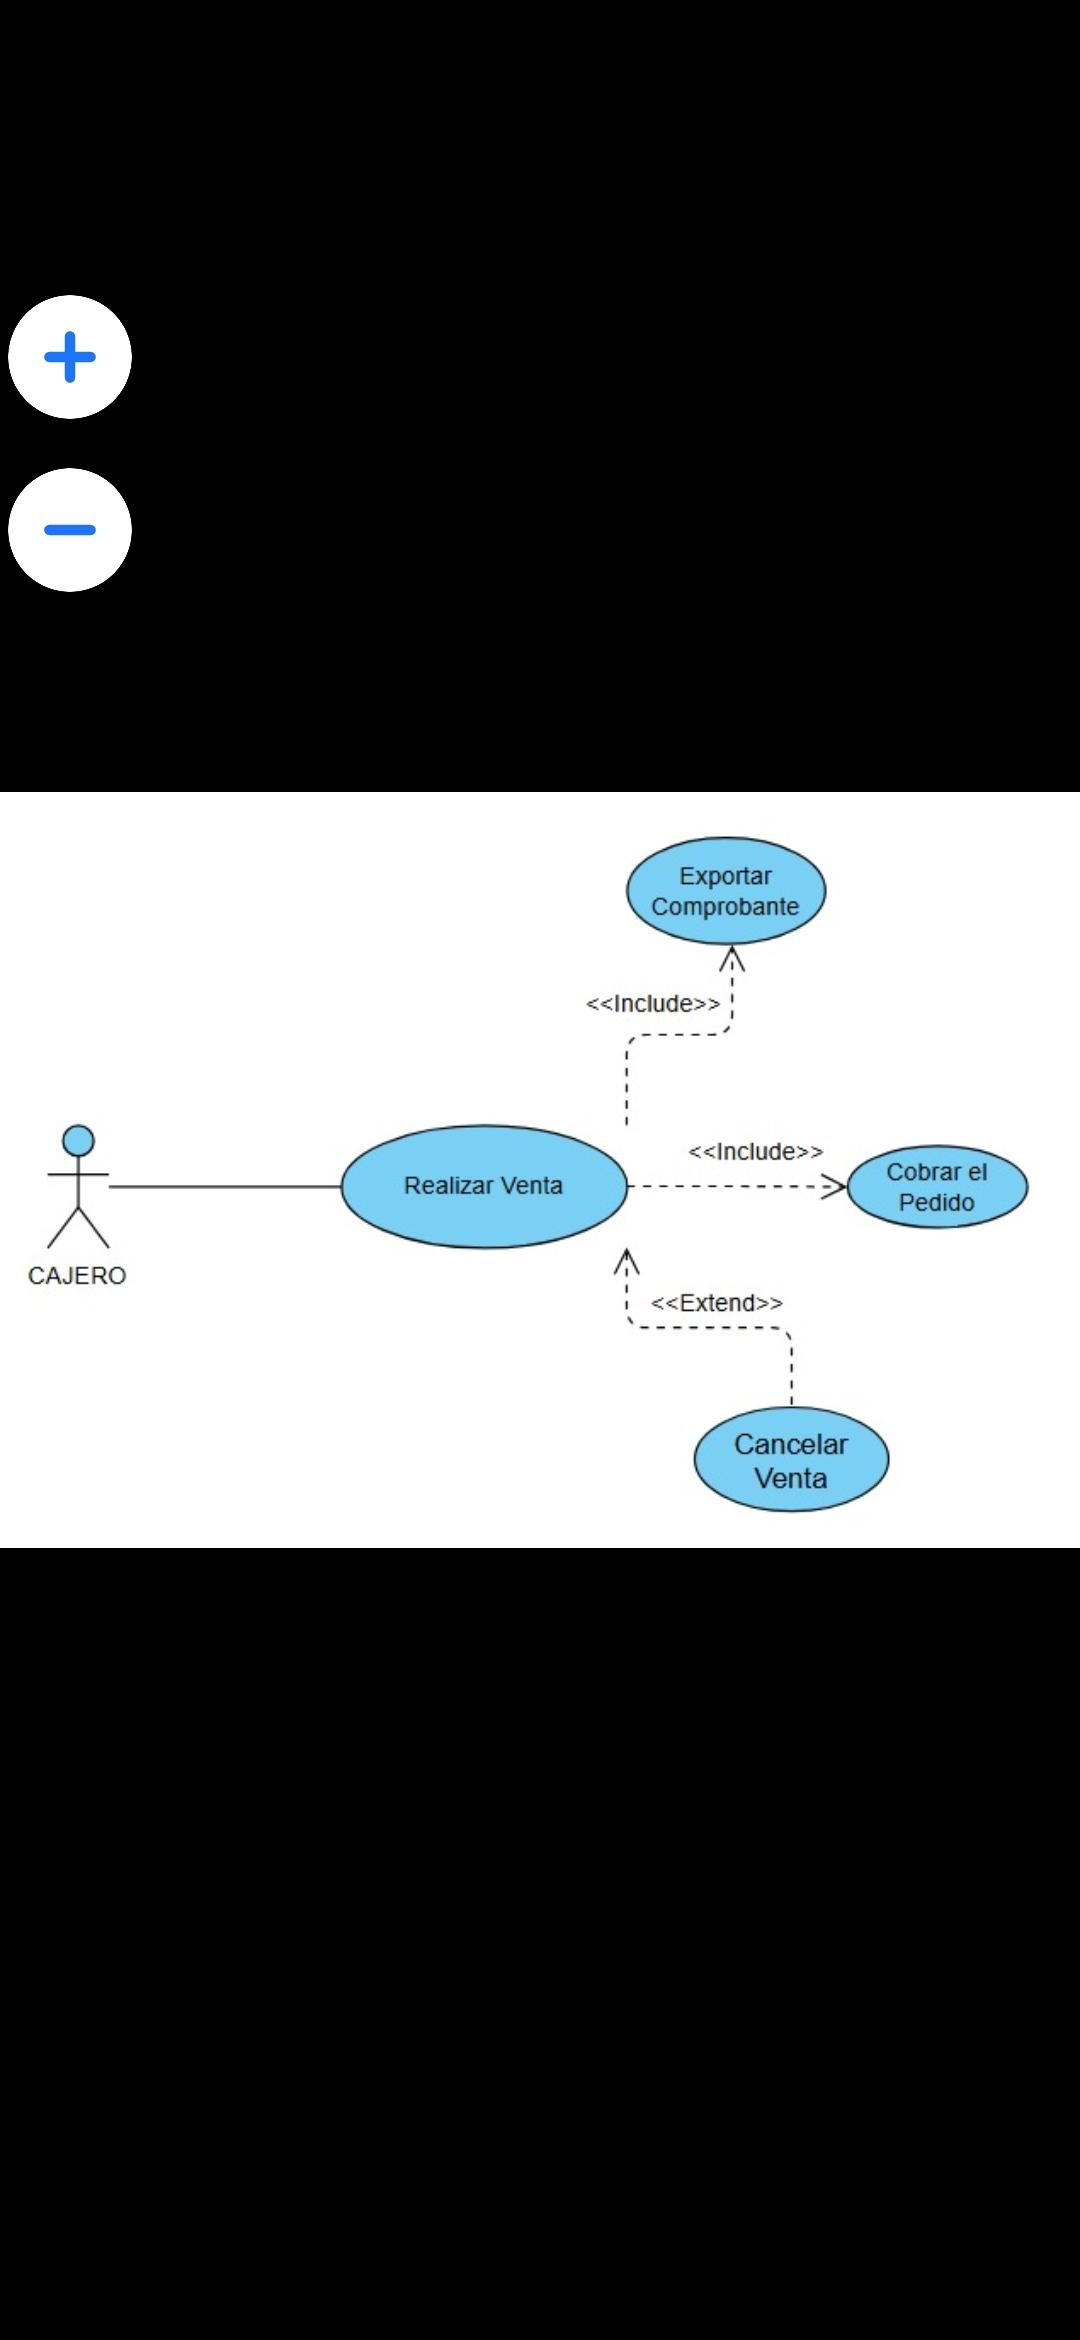 Exportar
Comprobante
<<Include>>
<<Include>>
Realizar Venta
Cobrar el
Pedido
CAJERO
<<Extend>>
Cancelar
Venta